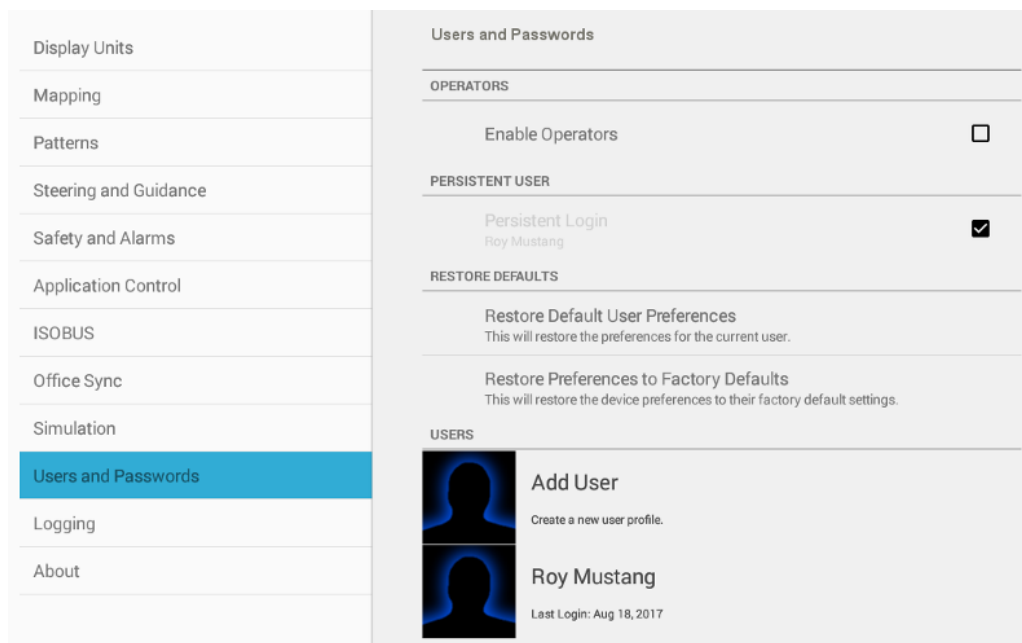 Display Units
Mapping
Patterns
Steering and Guidance
Safety and Alarms
Application Control
ISOBUS
Office Sync
Simulation
Users and Passwords
Logging
About
Users and Passwords
OPERATORS
Enable Operators
PERSISTENT USER
Persistent Login
Roy Mustang
RESTORE DEFAULTS
Restore Default User Preferences
This will restore the preferences for the current user.
Restore Preferences to Factory Defaults
This will restore the device preferences to their factory default settings.
USERS
Add User
Create a new user profile.
Roy Mustang
Last Login: Aug 18, 2017